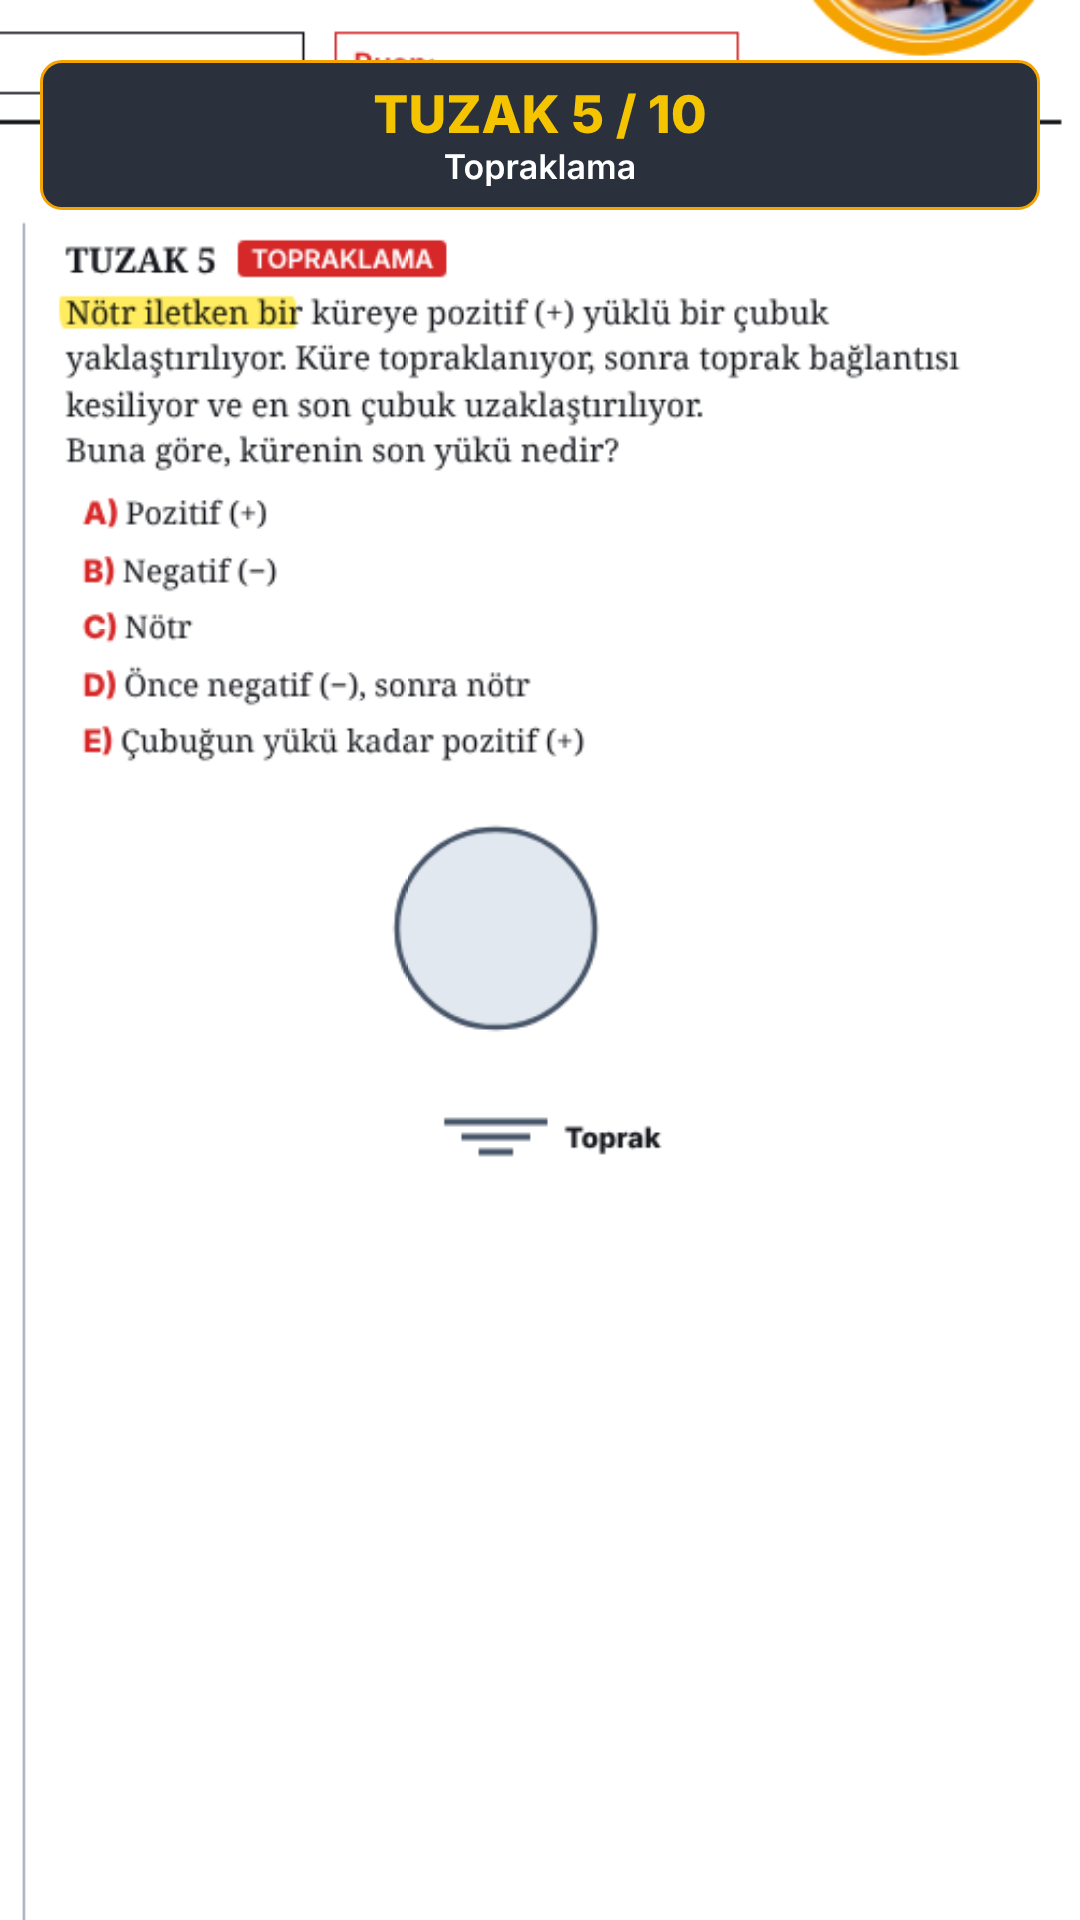 TUZAK 5 / 10
Topraklama
TUZAK 5 TOPRAKLAMA
Nötr iletken bir küreye pozitif (+) yüklü bir çubuk
yaklaştırılıyor. Küre topraklanıyor, sonra toprak bağlantısı
kesiliyor ve en son çubuk uzaklaştırılıyor.
Buna göre, kürenin son yükü nedir?
A) Pozitif (+)
B) Negatif (−)
C) Nötr
D) Önce negatif (−), sonra nötr
E) Çubuğun yükü kadar pozitif (+)
Toprak